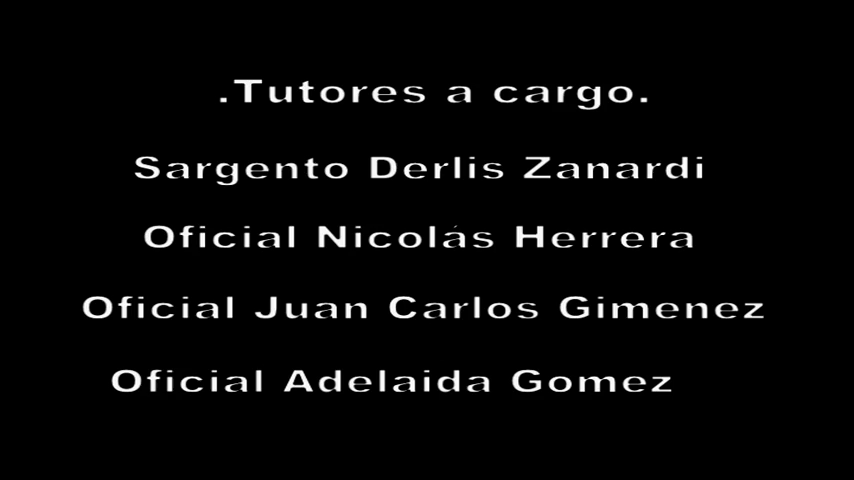 .Tutores a cargo.
Sargento Derlis Zanardi
Oficial Nicolás Herrera
Oficial Juan Carlos Gimenez
Oficial Adelaida Gomez